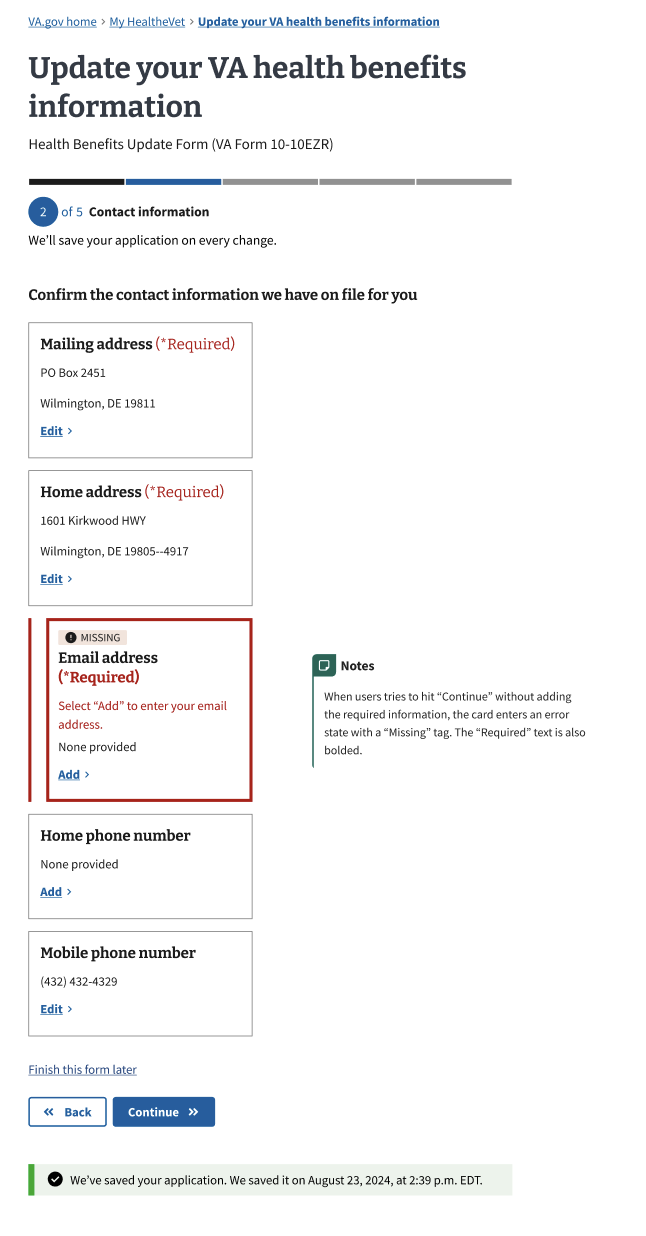 VA.gov home > My HealtheVet > Update your VA health benefits information
Update your VA health benefits
information
Health Benefits Update Form (VA Form 10-10EZR)
2 of 5 Contact information
We’ll save your application on every change.
Confirm the contact information we have on file for you
Mailing address (*Required)
PO Box 2451
Wilmington, DE 19811
Edit >
Home address (*Required)
1601 Kirkwood HWY
Wilmington, DE 19805--4917
Edit >
MISSING
Email address
(*Required)
Select “Add” to enter your email
address.
None provided
Add >
Notes
When users tries to hit “Continue” without adding
the required information, the card enters an error
state with a “Missing” tag. The “Required” text is also
bolded.
Home phone number
None provided
Add >
Mobile phone number
(432) 432-4329
Edit >
Finish this form later
« Back
Continue »
We’ve saved your application. We saved it on August 23, 2024, at 2:39 p.m. EDT.